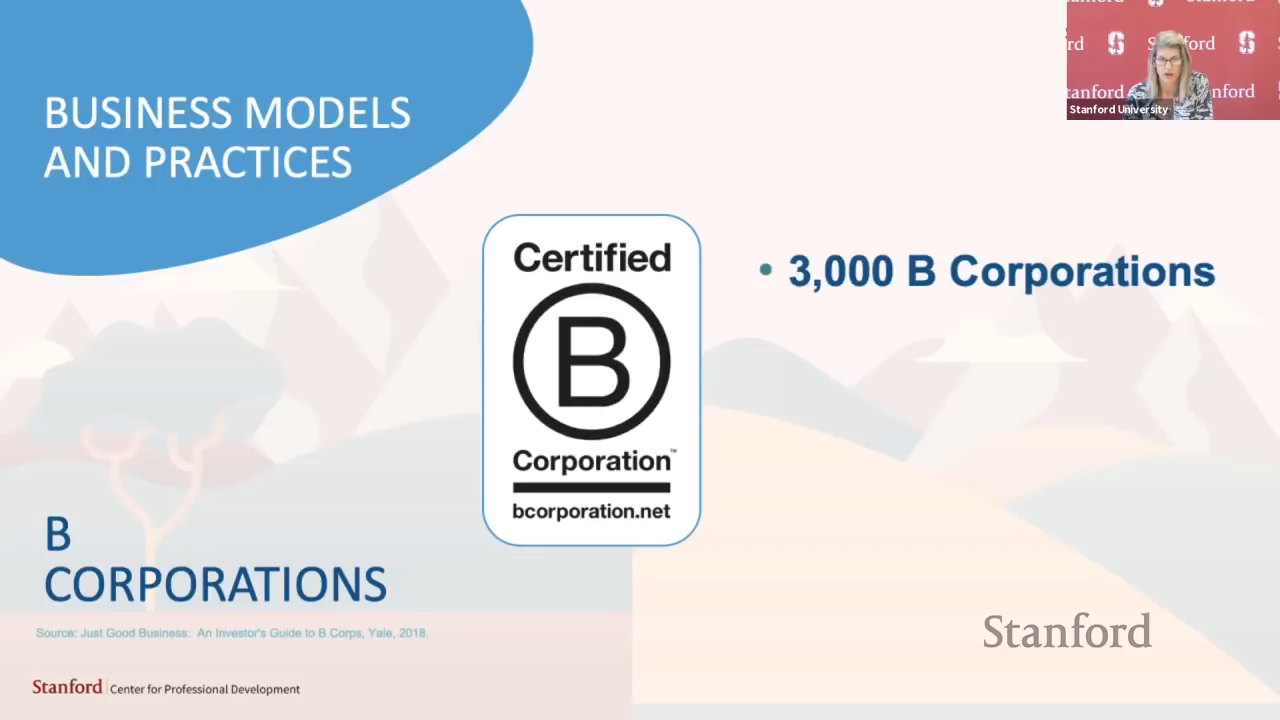 BUSINESS MODELS
AND PRACTICES
Stanford University
Certified
B
Corporation™
bcorporation.net
• 3,000 B Corporations
B
CORPORATIONS
Source: Just Good Business: An Investor's Guide to B Corps, Yale, 2018.
Stanford
Stanford | Center for Professional Development